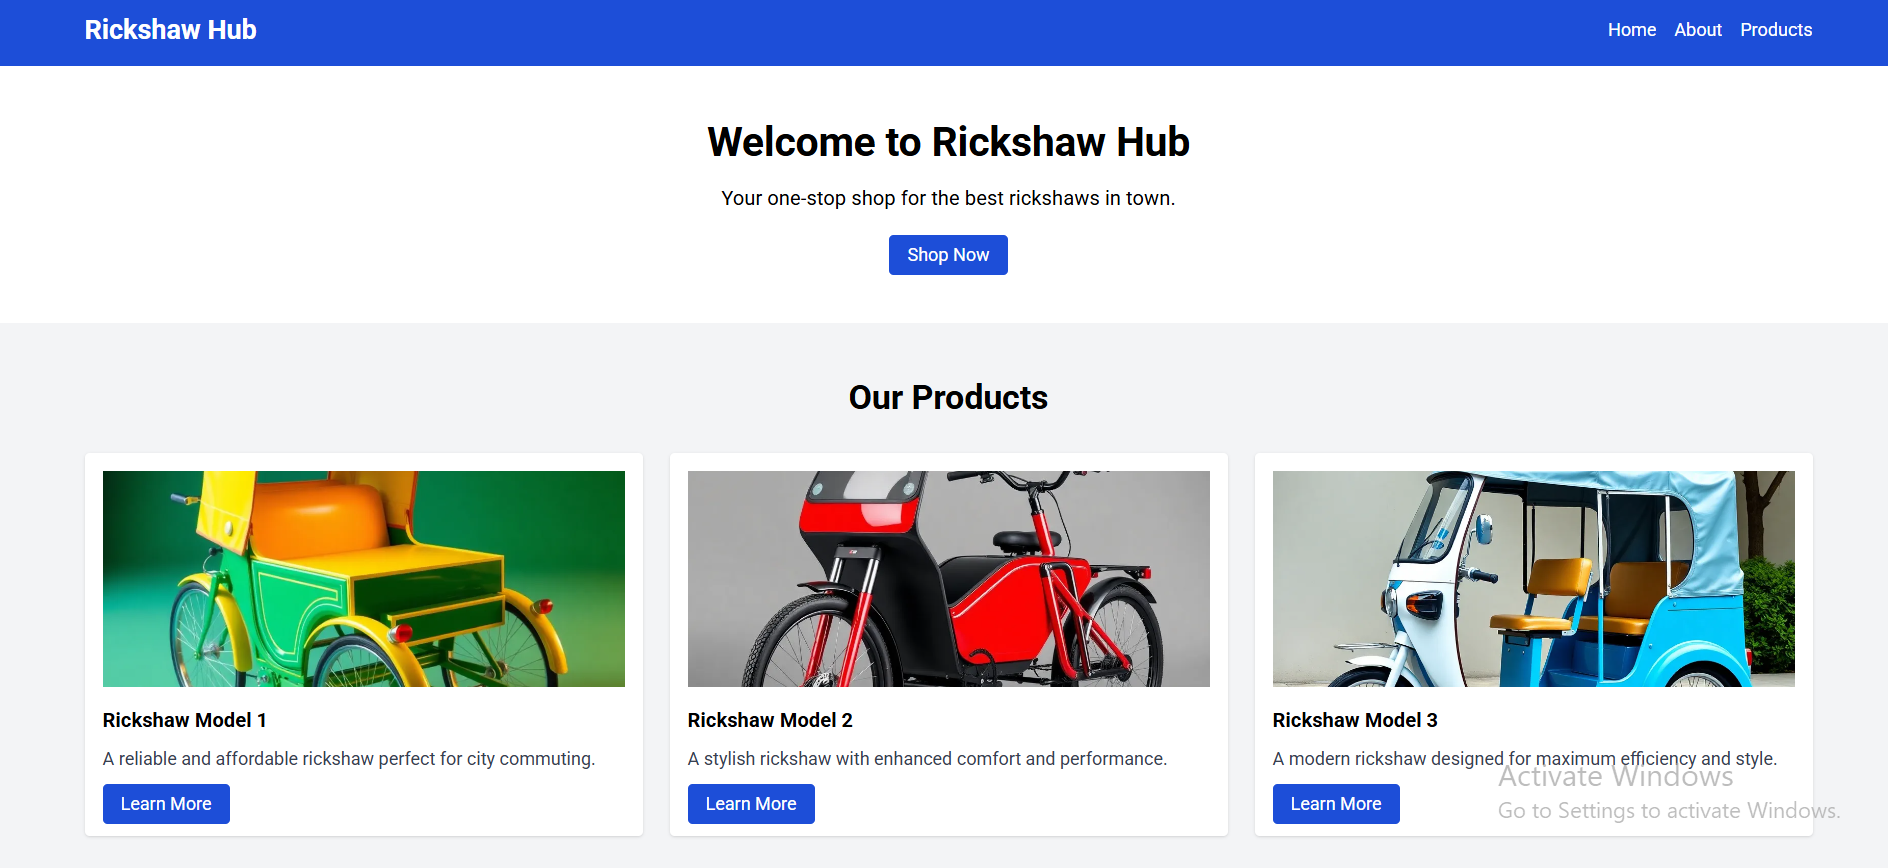 Rickshaw Hub
Home About Products
Welcome to Rickshaw Hub
Your one-stop shop for the best rickshaws in town.
Shop Now
Our Products
Rickshaw Model 1
A reliable and affordable rickshaw perfect for city commuting.
Learn More
Rickshaw Model 2
A stylish rickshaw with enhanced comfort and performance.
Learn More
Rickshaw Model 3
A modern rickshaw designed for maximum efficiency and style.
Learn More
Activate Windows
Go to Settings to activate Windows.